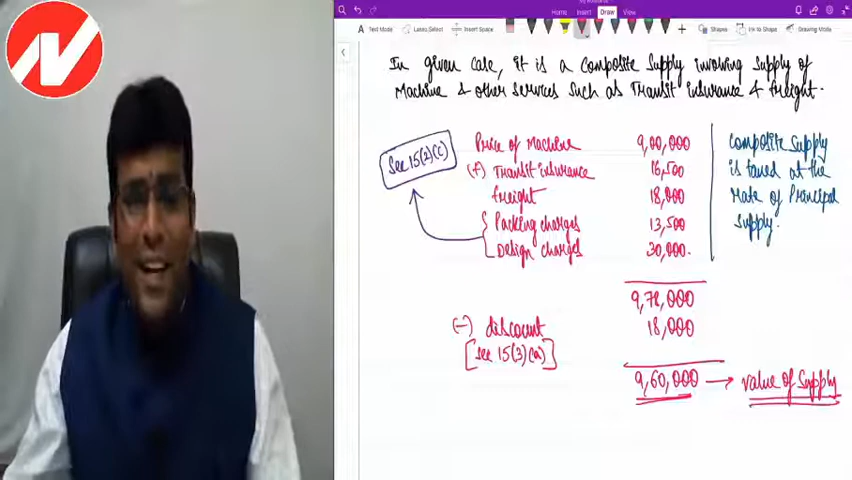 Home Insert Draw View
Text Mode Lasso Select Insert Space Shapes Ink to Shape Drawing Mode
In given case, it is a composite supply involving supply of
Machine & other services such as Transit insurance & freight.
Price of Machine 9,00,000
(+) Transit insurance 16,500
freight 18,000
Packing charges 13,500
Design charges 30,000.
Sec 15(2)(c)
Composite Supply
is taxed at the
Rate of Principal
Supply.
9,78,000
(-) discount 18,000
[Sec 15(3)(a)]
9,60,000 → value of Supply